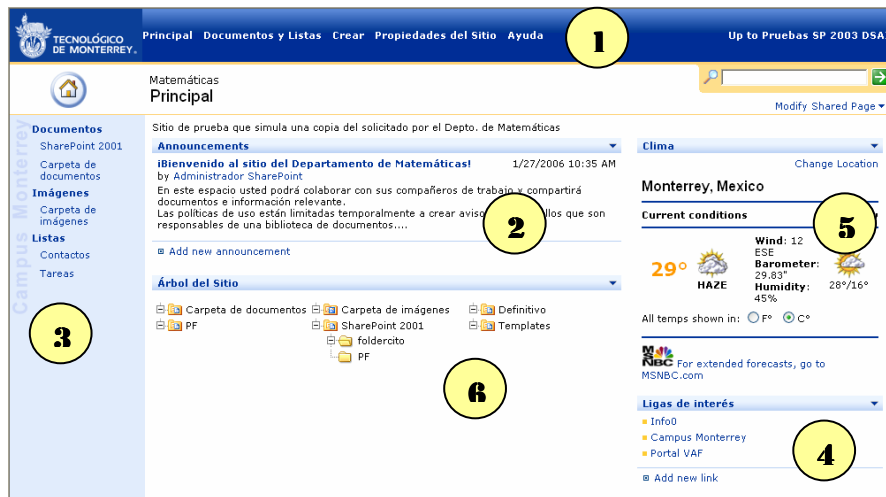 TECNOLÓGICO
DE MONTERREY.
Principal Documentos y Listas Crear Propiedades del Sitio Ayuda
1
Up to Pruebas SP 2003 DSA
Matemáticas
Principal
Modify Shared Page
Campus Monterrey
Documentos
SharePoint 2001
Carpeta de
documentos
Imágenes
Carpeta de
imágenes
Listas
Contactos
Tareas
3
Sitio de prueba que simula una copia del solicitado por el Depto. de Matemáticas
Announcements
¡Bienvenido al sitio del Departamento de Matemáticas! 1/27/2006 10:35 AM
by Administrador SharePoint
En este espacio usted podrá colaborar con sus compañeros de trabajo y compartirá
documentos e información relevante.
Las políticas de uso están limitadas temporalmente a crear que son
responsables de una biblioteca de documentos....
2
Add new announcement
Árbol del Sitio
Carpeta de documentos Carpeta de imágenes Definitivo
PF SharePoint 2001 Templates
foldercito
PF
6
Clima
Change Location
Monterrey, Mexico
Current conditions
5
29°
HAZE
Wind: 12
ESE
Barometer:
29.83"
Humidity:
45%
28°/16°
All temps shown in: F° C°
MSNBC For extended forecasts, go to
MSNBC.com
Ligas de interés
Info0
Campus Monterrey
Portal VAF
4
Add new link